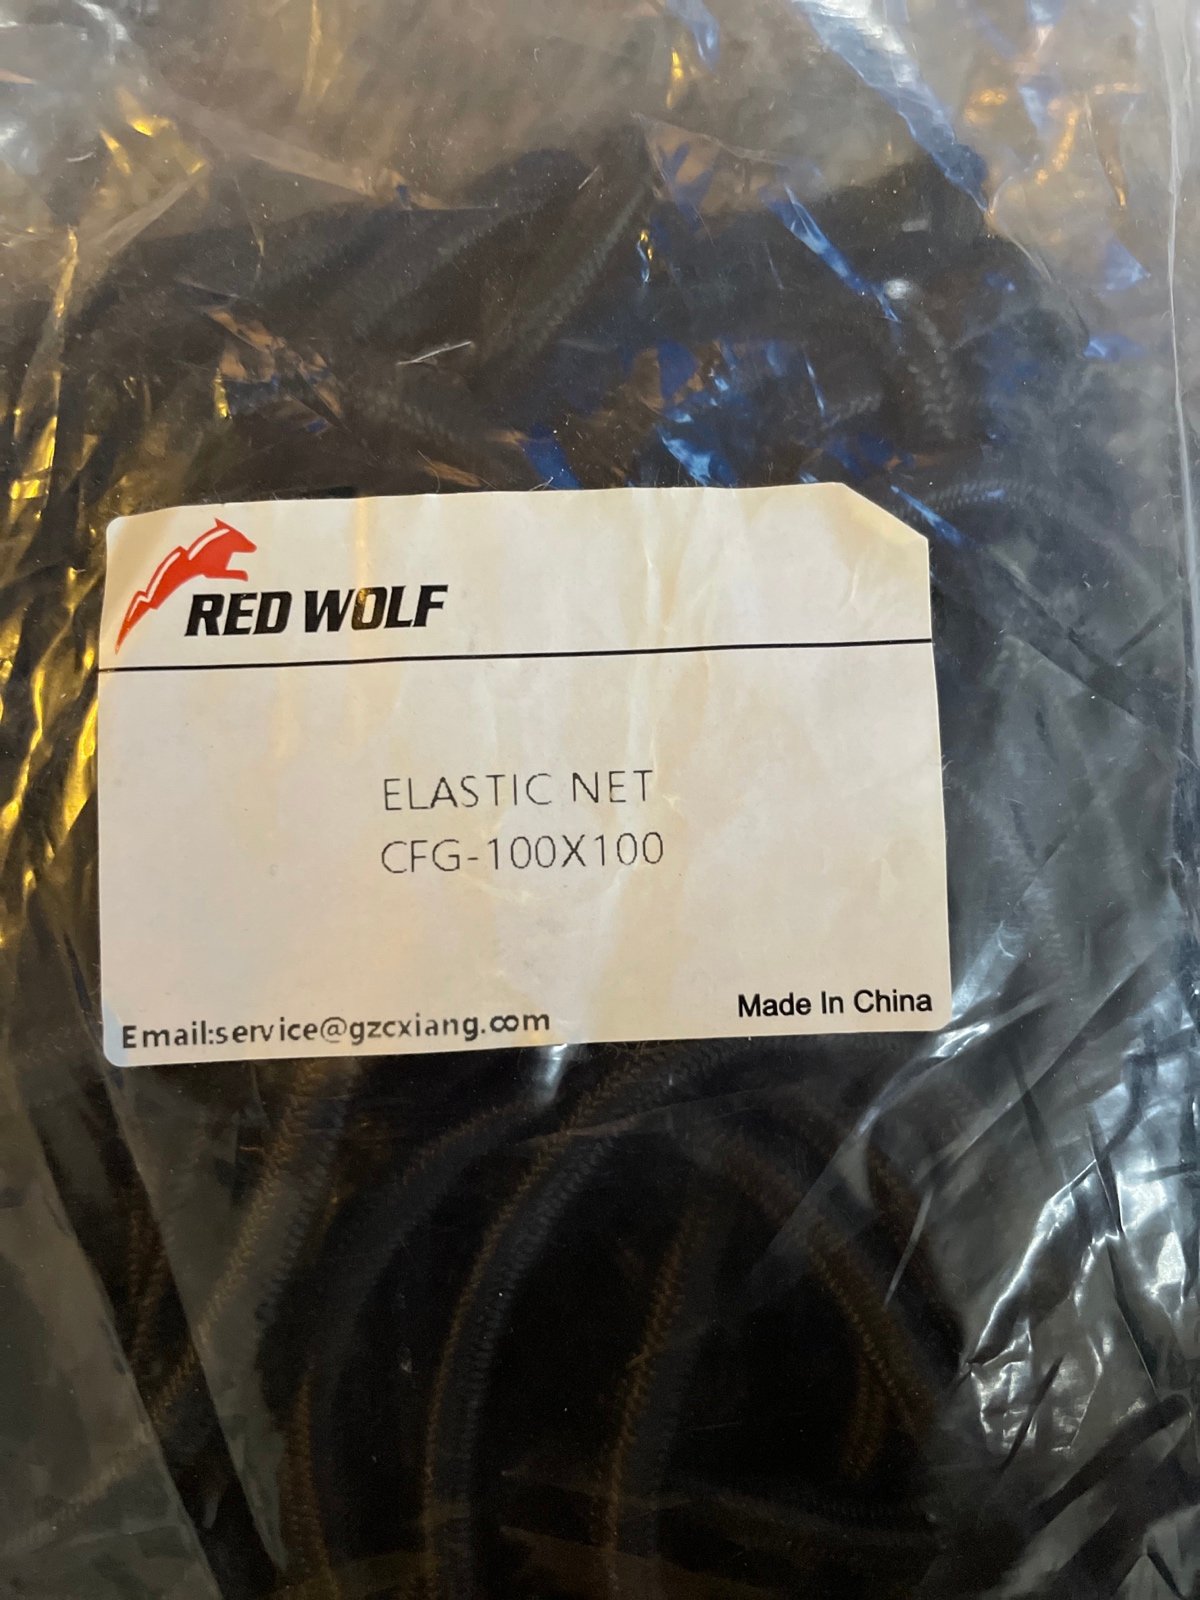 RED WOLF
ELASTIC NET
CFG-100X100
Made In China
Email:service@gzcxiang.com